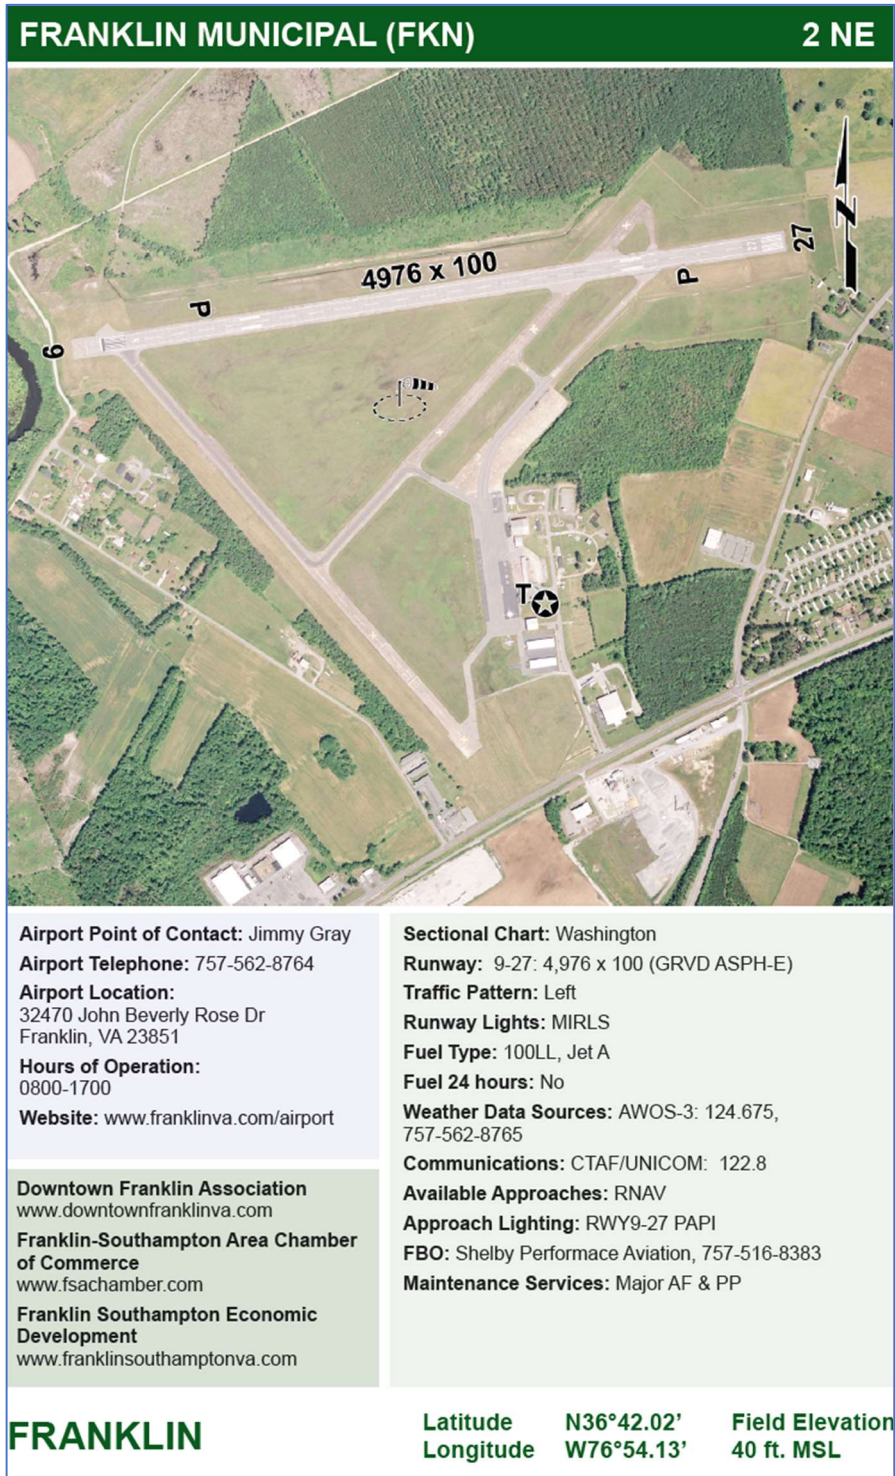 FRANKLIN MUNICIPAL (FKN) 2 NE
4976 x 100
27
P
P
9
T
Airport Point of Contact: Jimmy Gray
Airport Telephone: 757-562-8764
Airport Location:
32470 John Beverly Rose Dr
Franklin, VA 23851
Hours of Operation:
0800-1700
Website: www.franklinva.com/airport
Downtown Franklin Association
www.downtownfranklinva.com
Franklin-Southampton Area Chamber
of Commerce
www.fsachamber.com
Franklin Southampton Economic
Development
www.franklinsouthamptonva.com
Sectional Chart: Washington
Runway: 9-27: 4,976 x 100 (GRVD ASPH-E)
Traffic Pattern: Left
Runway Lights: MIRLS
Fuel Type: 100LL, Jet A
Fuel 24 hours: No
Weather Data Sources: AWOS-3: 124.675,
757-562-8765
Communications: CTAF/UNICOM: 122.8
Available Approaches: RNAV
Approach Lighting: RWY9-27 PAPI
FBO: Shelby Performace Aviation, 757-516-8383
Maintenance Services: Major AF & PP
FRANKLIN
Latitude N36°42.02’ Field Elevation
Longitude W76°54.13’ 40 ft. MSL